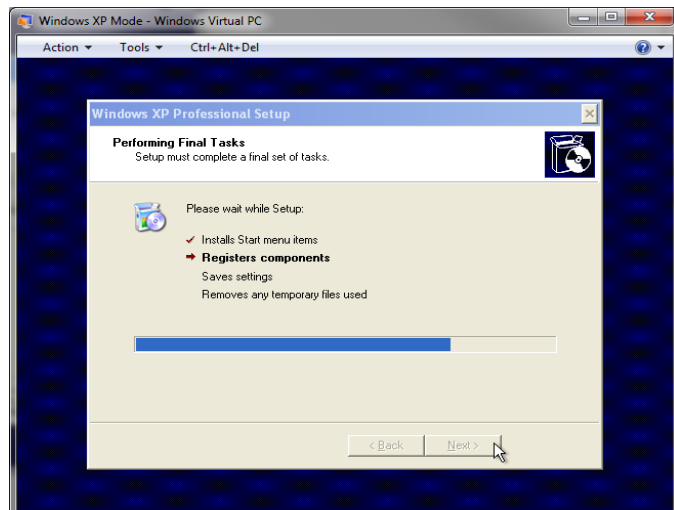 Windows XP Mode - Windows Virtual PC
Action Tools Ctrl+Alt+Del
Windows XP Professional Setup
Performing Final Tasks
Setup must complete a final set of tasks.
Please wait while Setup:
Installs Start menu items
Registers components
Saves settings
Removes any temporary files used
< Back Next >